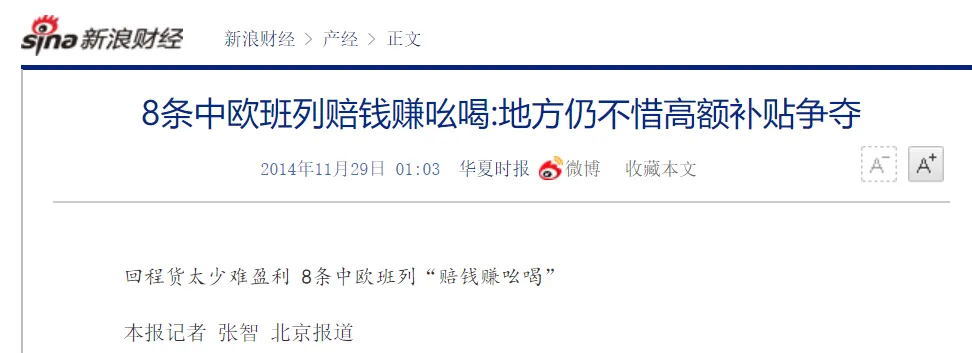 sina新浪财经 新浪财经 > 产经 > 正文
8条中欧班列赔钱赚吆喝:地方仍不惜高额补贴争夺
2014年11月29日 01:03 华夏时报 微博 收藏本文 A- A+
回程货太少难盈利 8条中欧班列“赔钱赚吆喝”
本报记者 张智 北京报道